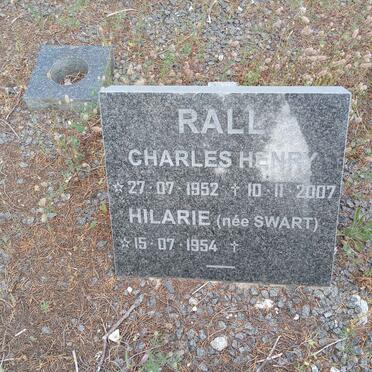 RALL
CHARLES HENRY
☆ 27·07·1952 ✝ 10·11·2007
HILARIE (née SWART)
☆ 15·07·1954 ✝